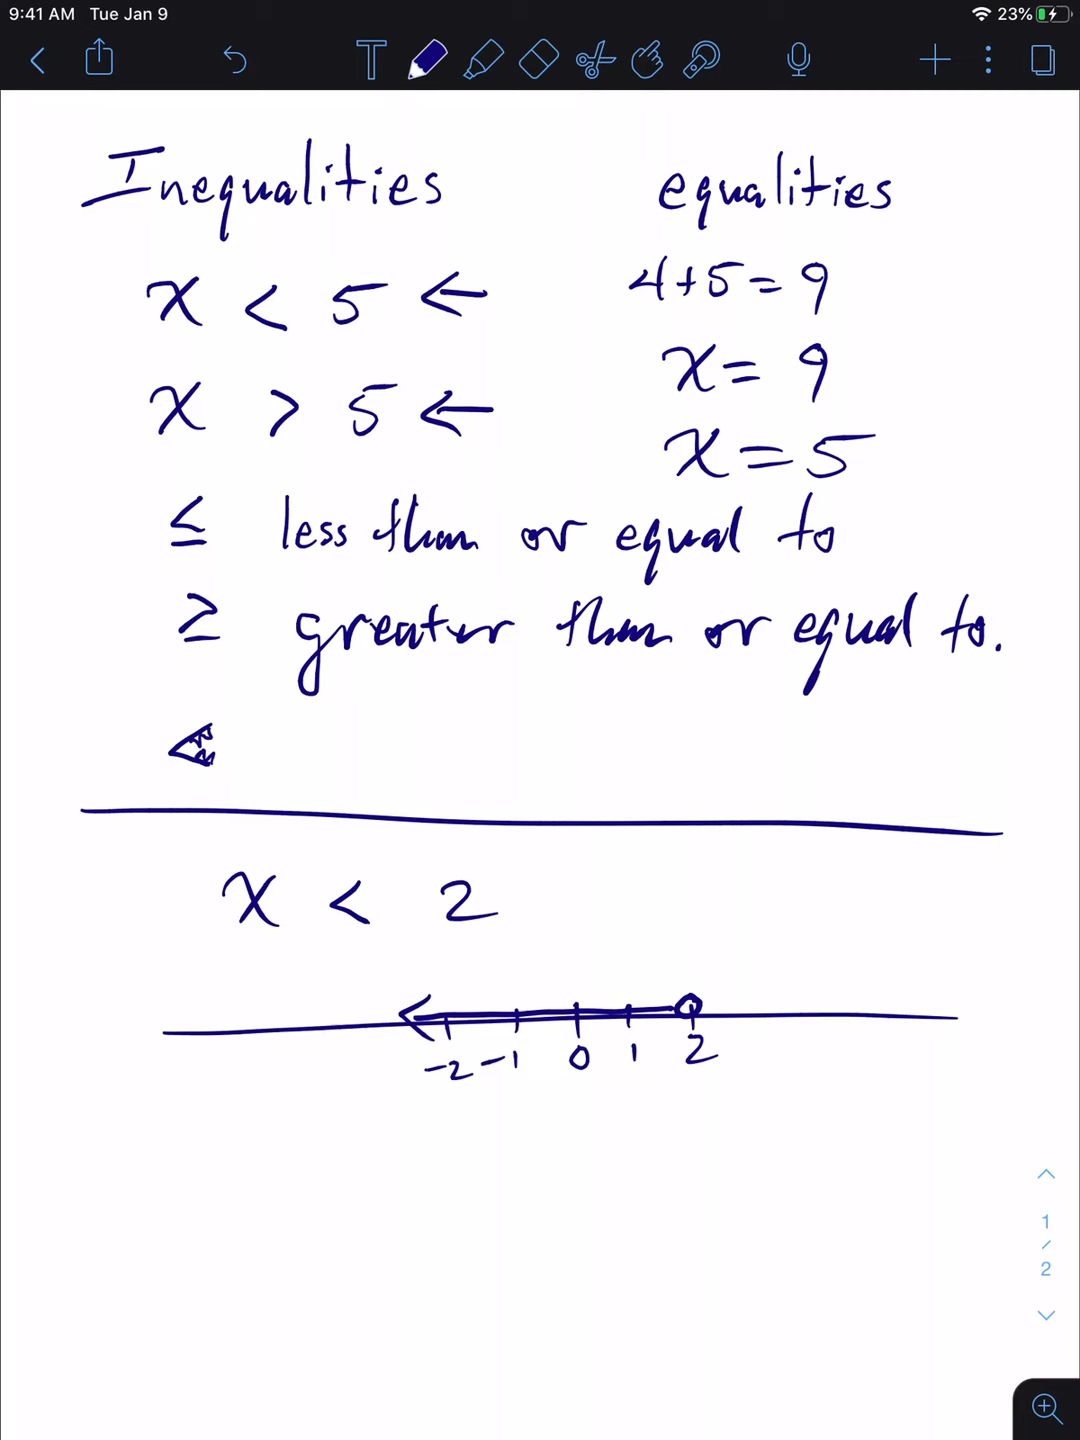 9:41 AM Tue Jan 9 23%
Inequalities equalities
x < 5 ← 4+5=9
x > 5 ← x=9
x=5
≤ less than or equal to
≥ greater than or equal to.
x < 2
-2 -1 0 1 2
1
/
2